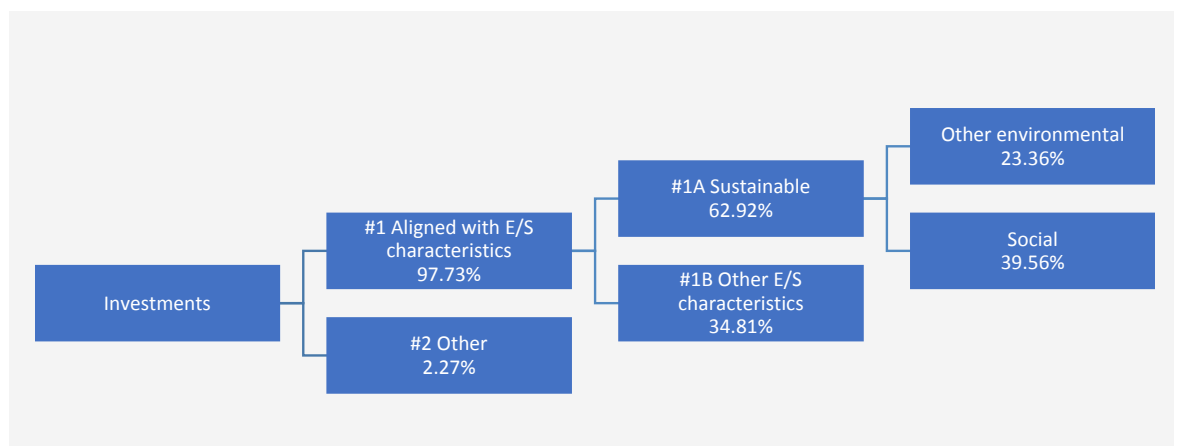 Investments
#1 Aligned with E/S
characteristics
97.73%
#2 Other
2.27%
#1A Sustainable
62.92%
#1B Other E/S
characteristics
34.81%
Other environmental
23.36%
Social
39.56%